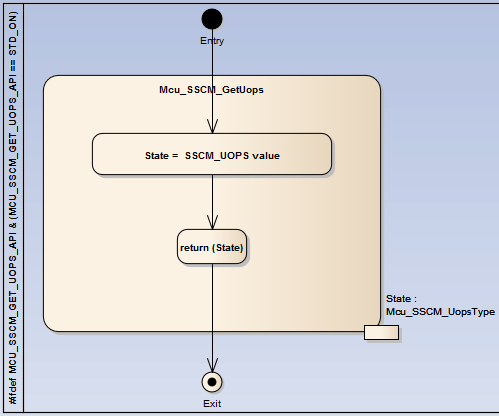 #ifdef MCU_SSCM_GET_UOPS_API & (MCU_SSCM_GET_UOPS_API == STD_ON)
Entry
Mcu_SSCM_GetUops
State =  SSCM_UOPS value
return (State)
State :
Mcu_SSCM_UopsType
Exit